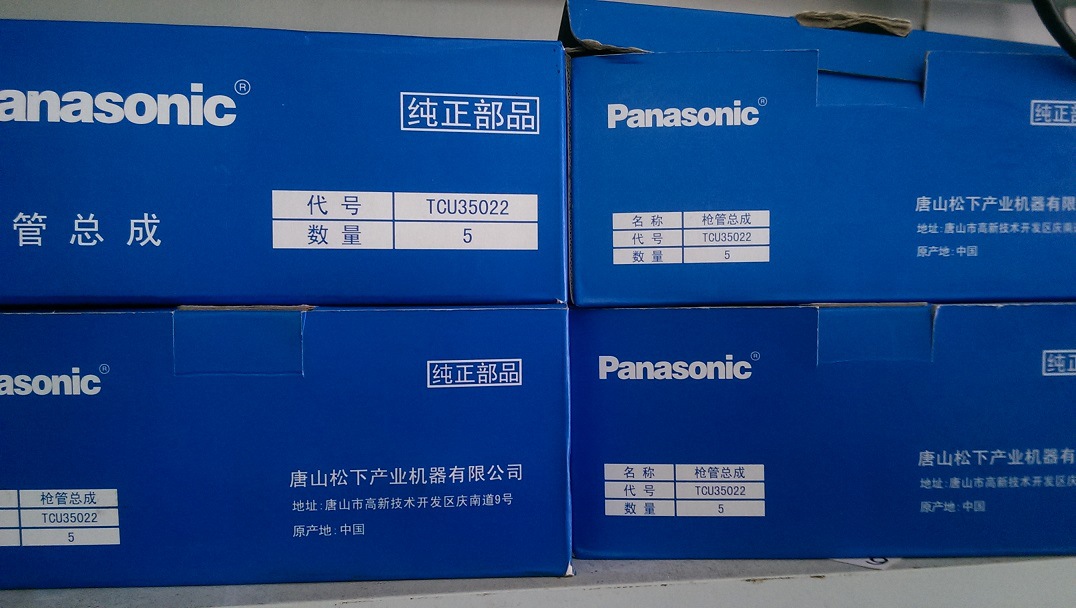 anasonic®
纯正部品
代号 TCU35022
数量 5
管总成
Panasonic®
纯正
唐山松下产业机器有限
地址:唐山市高新技术开发区庆南
原产地:中国
名称 枪管总成
代号 TCU35022
数量 5
asonic®
纯正部品
唐山松下产业机器有限公司
地址:唐山市高新技术开发区庆南道9号
原产地:中国
枪管总成
TCU35022
5
Panasonic®
纯正
唐山松下产业机器有
地址:唐山市高新技术开发区庆
原产地:中国
名称 枪管总成
代号 TCU35022
数量 5